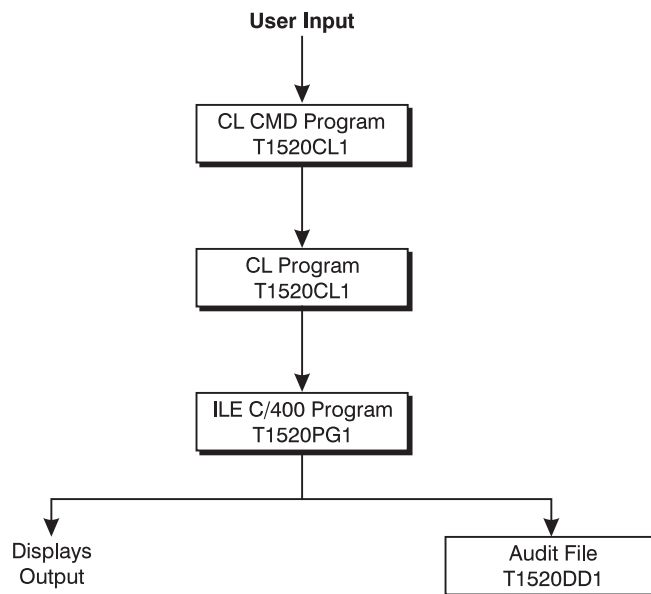 User Input
CL CMD Program
T1520CL1
CL Program
T1520CL1
ILE C/400 Program
T1520PG1
Displays
Output
Audit File
T1520DD1